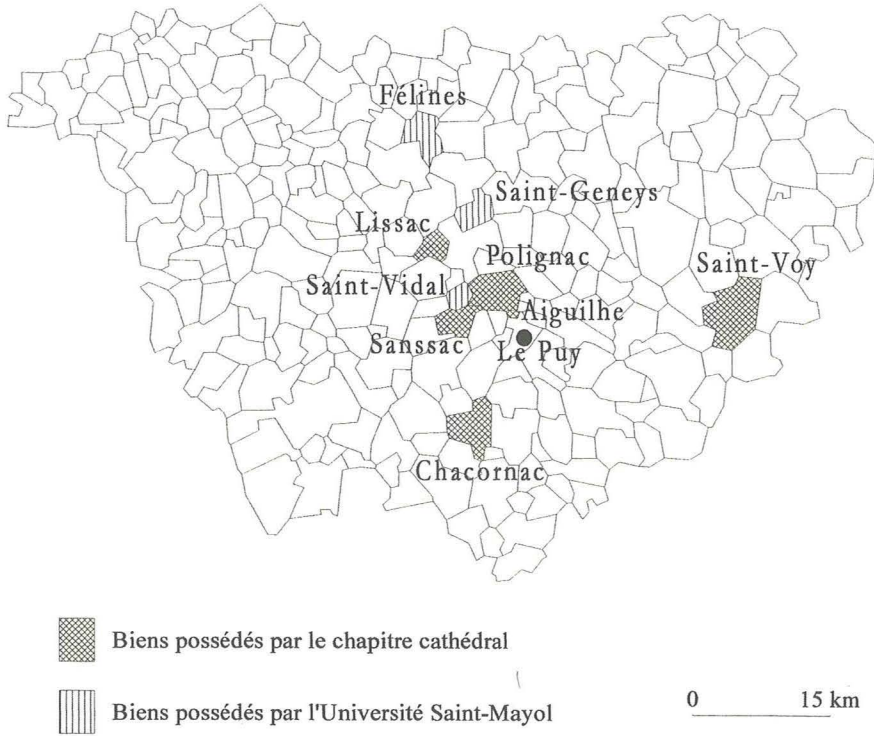 Félines
Saint-Geneys
Lissac
Polignac
Saint-Voy
Saint-Vidal
Aiguilhe
Sanssac
Le Puy
Chacornac
Biens possédés par le chapitre cathédral
Biens possédés par l'Université Saint-Mayol
0 15 km